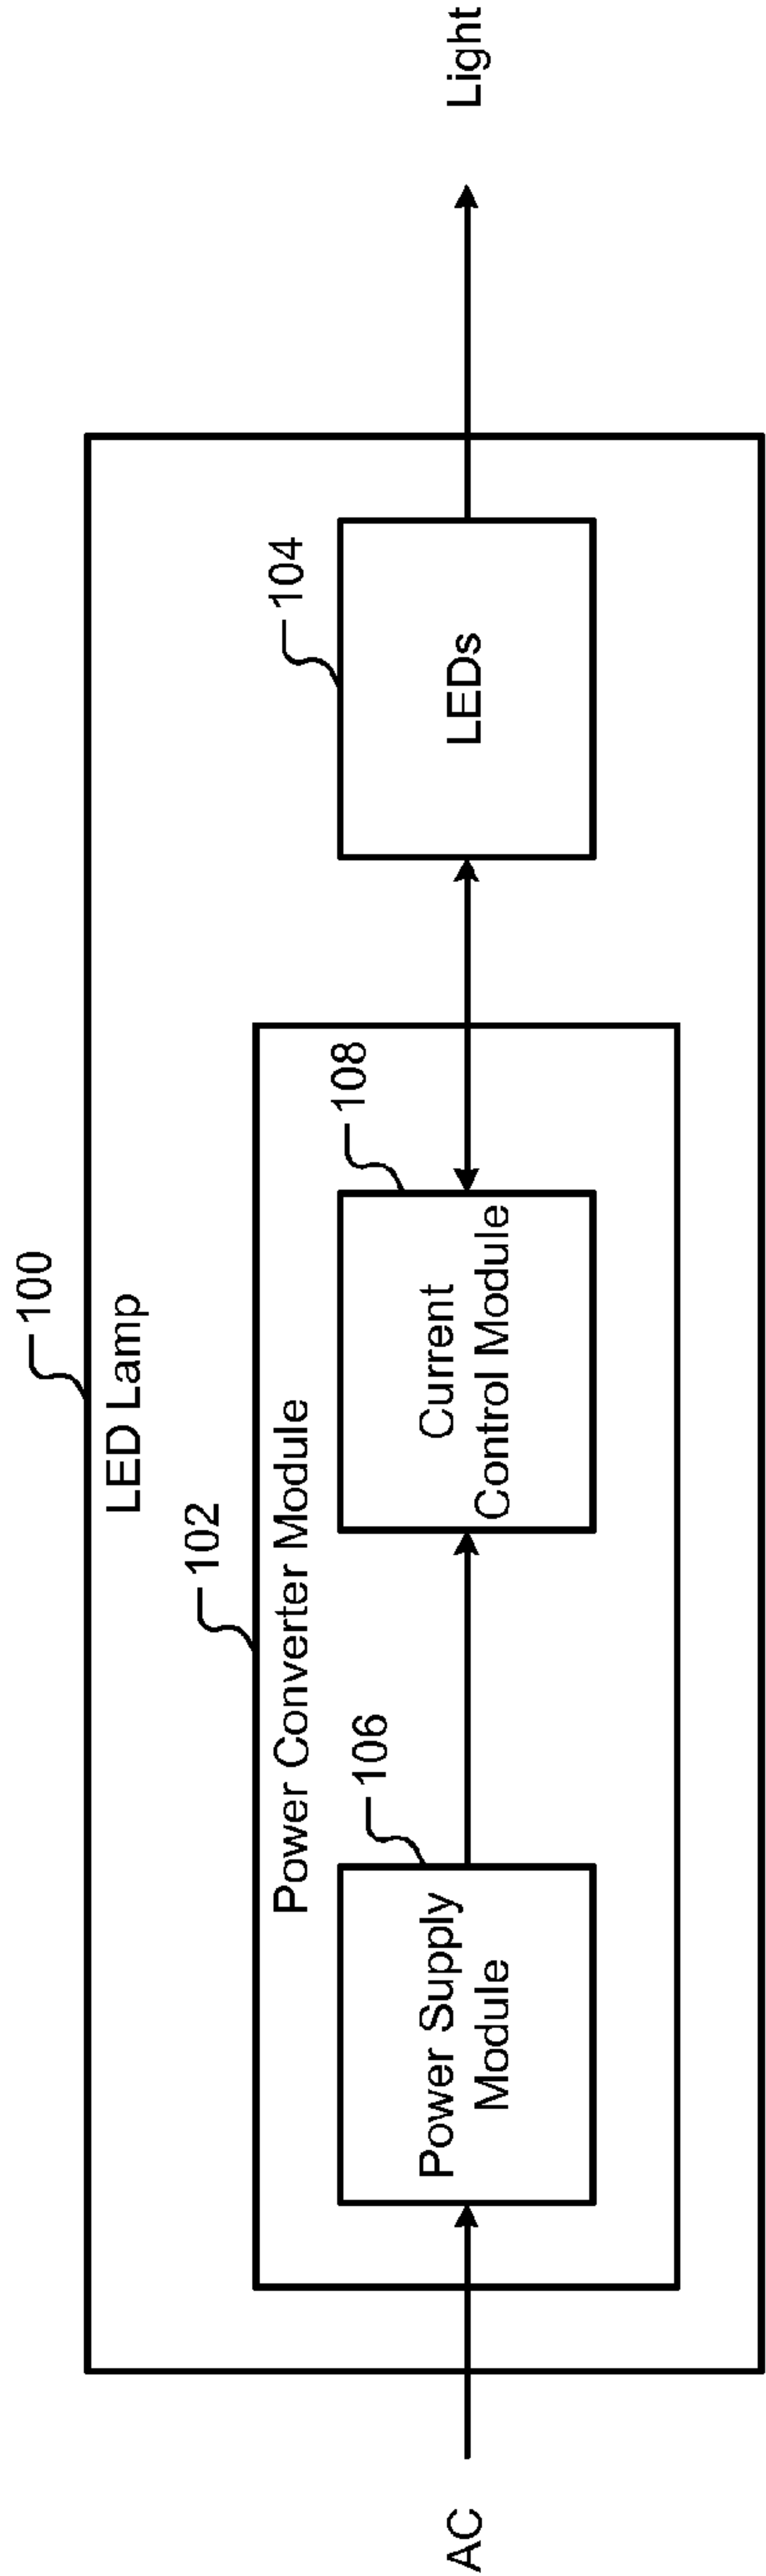 100
LED Lamp
102
Power Converter Module
106
Power Supply
Module
108
Current
Control Module
104
LEDs
AC
Light